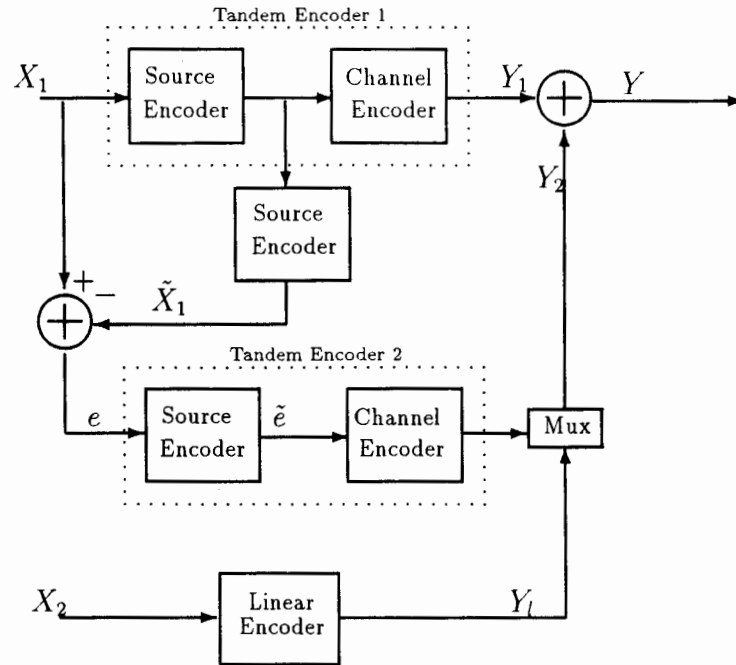 Tandem Encoder 1
X₁
Source
Encoder
Channel
Encoder
Y₁
+
Y
Y₂
Source
Encoder
+
−
X̃₁
+
Tandem Encoder 2
e
Source
Encoder
ẽ
Channel
Encoder
Mux
X₂
Linear
Encoder
Yₗ